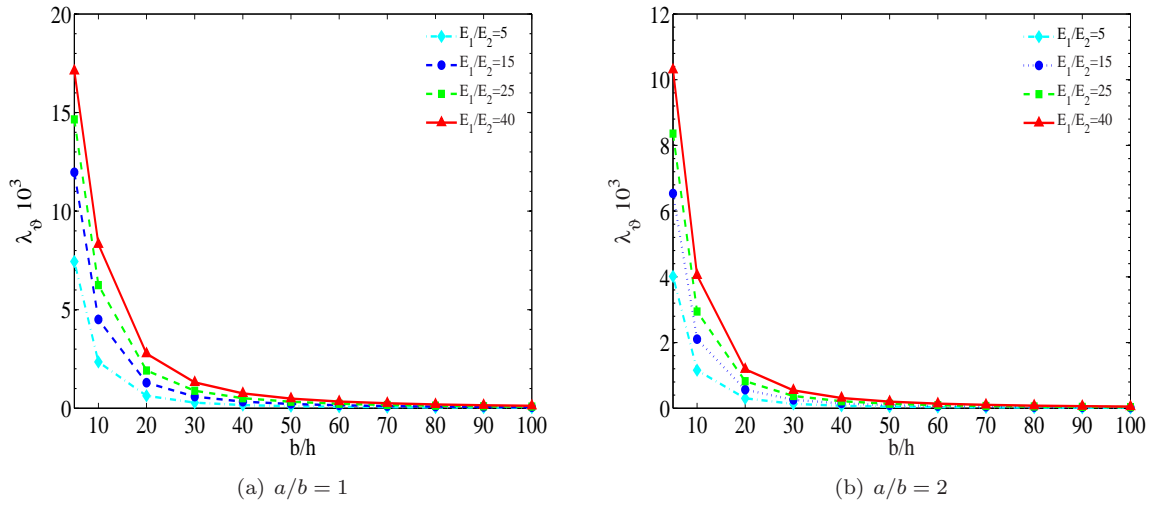 20
15
10
5
0
λ_ϑ 10^3
10 20 30 40 50 60 70 80 90 100
b/h
E_1/E_2=5
E_1/E_2=15
E_1/E_2=25
E_1/E_2=40
(a) a/b = 1
12
10
8
6
4
2
0
λ_ϑ 10^3
10 20 30 40 50 60 70 80 90 100
b/h
E_1/E_2=5
E_1/E_2=15
E_1/E_2=25
E_1/E_2=40
(b) a/b = 2